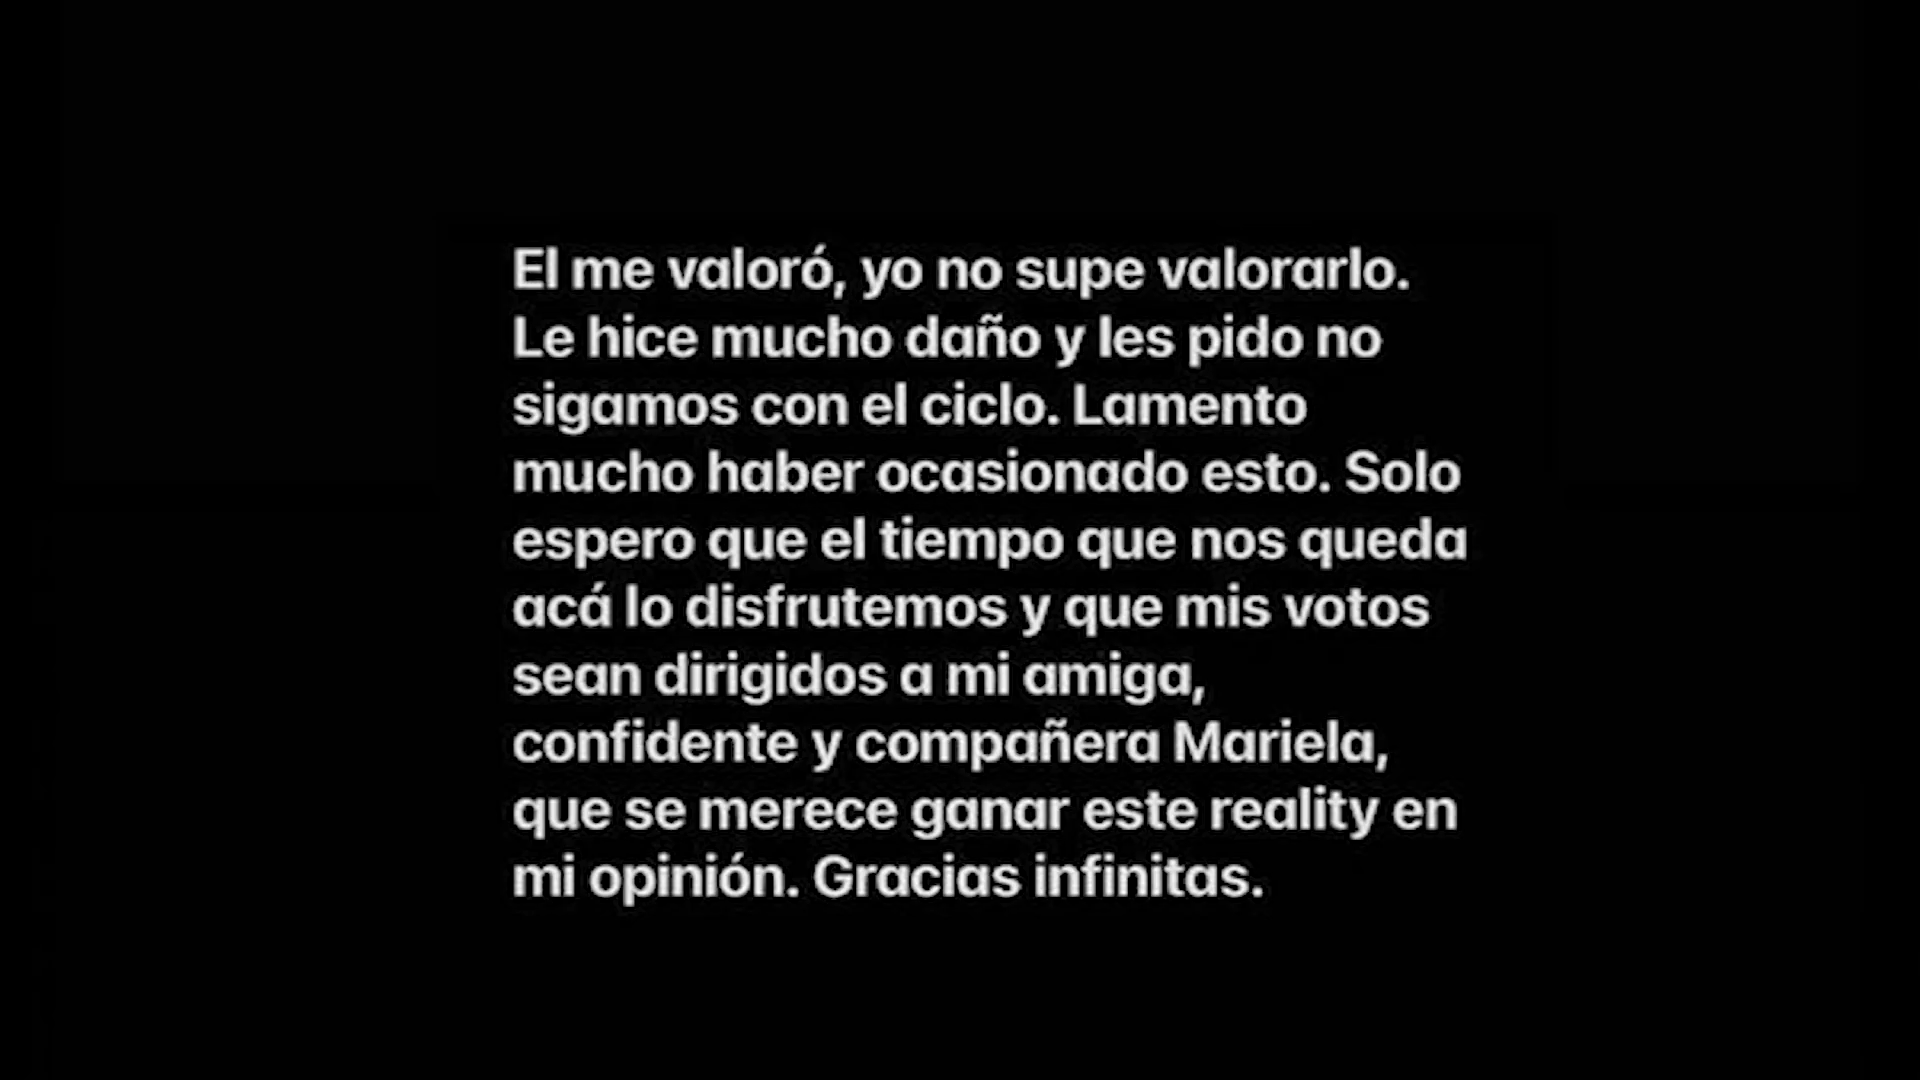 El me valoró, yo no supe valorarlo.
Le hice mucho daño y les pido no
sigamos con el ciclo. Lamento
mucho haber ocasionado esto. Solo
espero que el tiempo que nos queda
acá lo disfrutemos y que mis votos
sean dirigidos a mi amiga,
confidente y compañera Mariela,
que se merece ganar este reality en
mi opinión. Gracias infinitas.